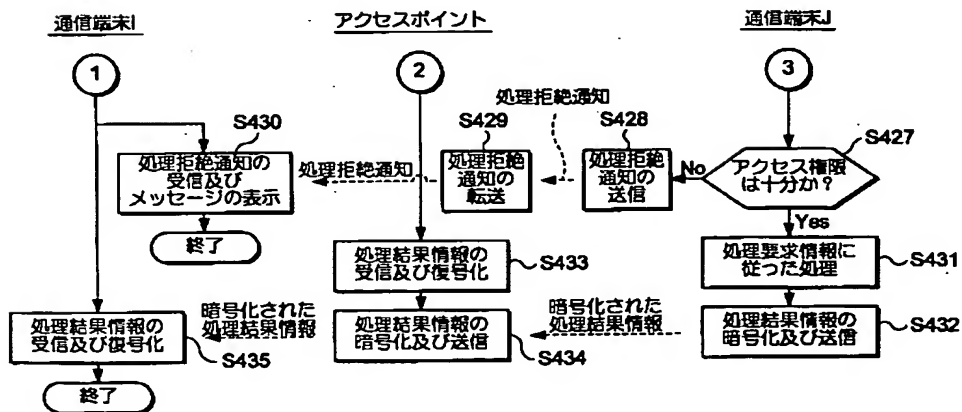 通信端末I
アクセスポイント
通信端末J
1
2
3
処理拒絶通知
S430
S429
S428
S427
処理拒絶通知の
受信及び
メッセージの表示
処理拒絶通知
処理拒絶
通知の
転送
処理拒絶
通知の
送信
No
アクセス権限
は十分か?
Yes
終了
処理結果情報の
受信及び復号化
S433
処理要求情報に
従った処理
S431
処理結果情報の
受信及び復号化
S435
暗号化された
処理結果情報
処理結果情報の
暗号化及び送信
S434
暗号化された
処理結果情報
処理結果情報の
暗号化及び送信
S432
終了